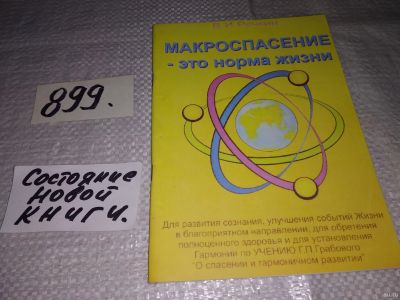 899.
Состояние
новой
книги.
МАКРОСПАСЕНИЕ
- это норма жизни
Для развития сознания, улучшения событий Жизни
в благоприятном направлении, для обретения
полноценного здоровья и для установления
Гармонии по УЧЕНИЮ Г.П.Грабового
"О спасении и гармоничном развитии"